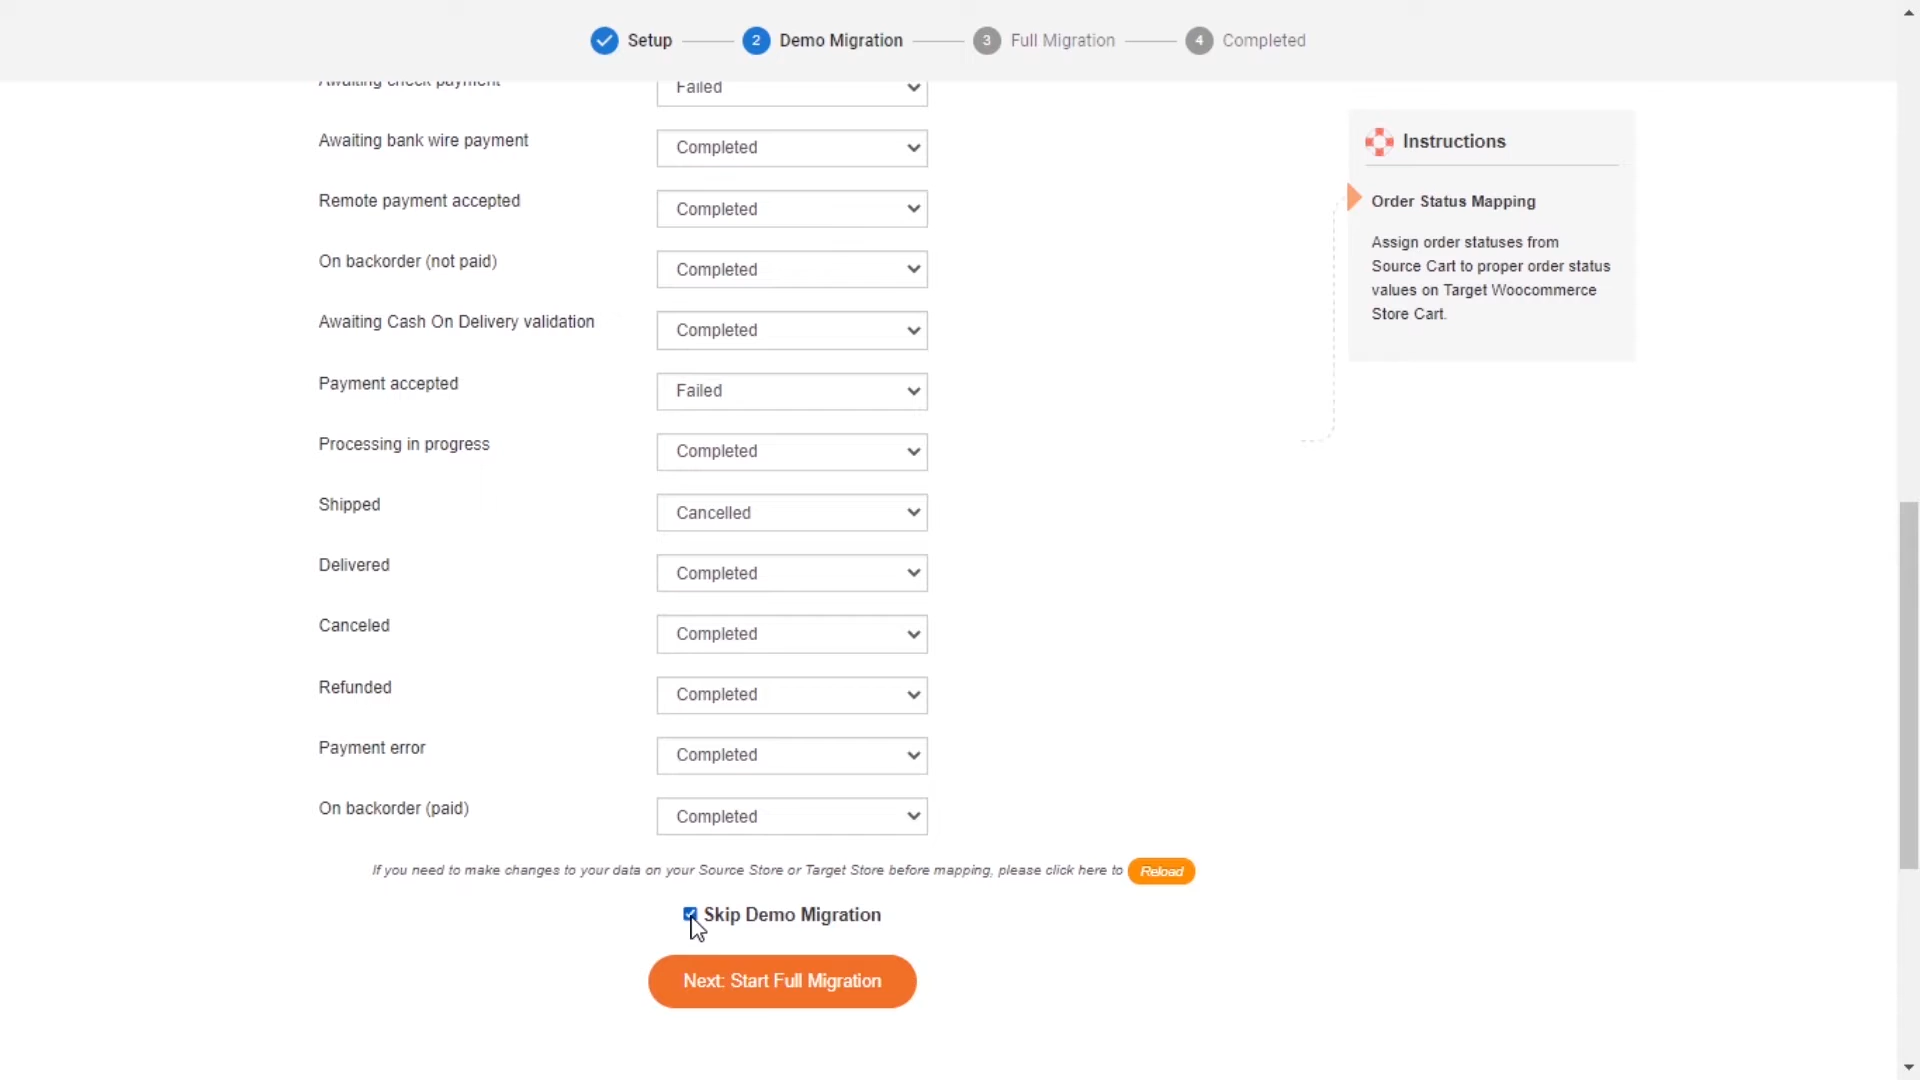 Setup
2 Demo Migration
3 Full Migration
4 Completed
Awaiting check payment
Failed
Awaiting bank wire payment
Completed
Remote payment accepted
Completed
On backorder (not paid)
Completed
Awaiting Cash On Delivery validation
Completed
Payment accepted
Failed
Processing in progress
Completed
Shipped
Cancelled
Delivered
Completed
Canceled
Completed
Refunded
Completed
Payment error
Completed
On backorder (paid)
Completed
If you need to make changes to your data on your Source Store or Target Store before mapping, please click here to Reload
Skip Demo Migration
Next: Start Full Migration
Instructions
Order Status Mapping
Assign order statuses from
Source Cart to proper order status
values on Target Woocommerce
Store Cart.